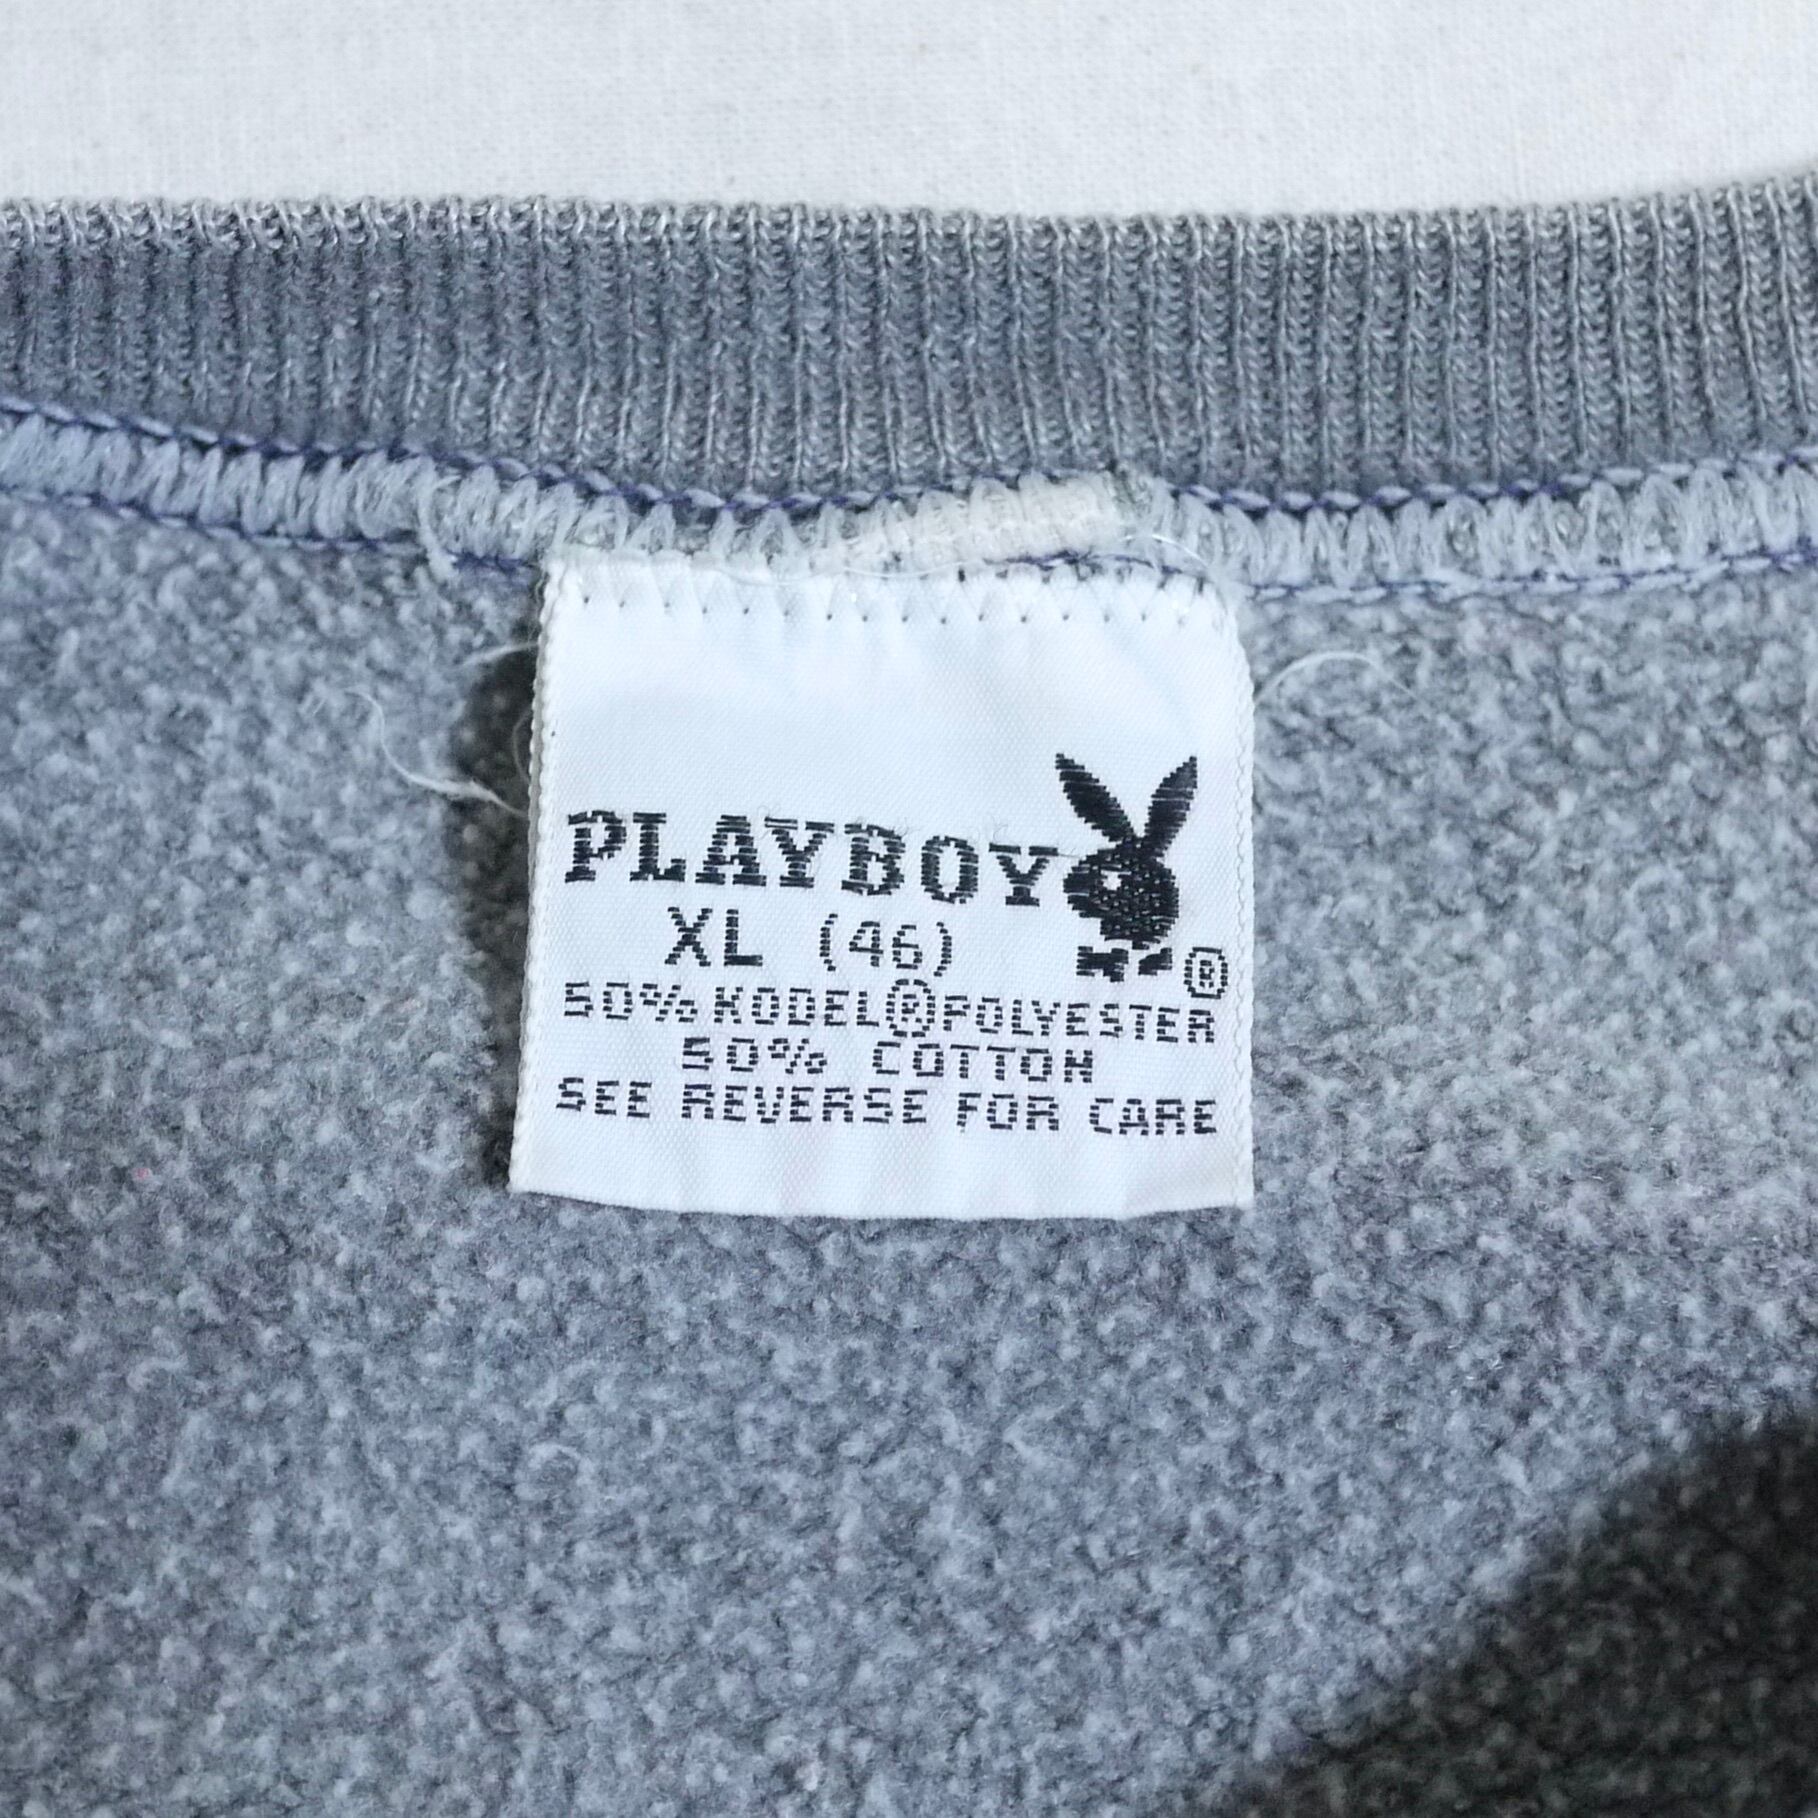 PLAYBOY
XL (46) ®
50% KODEL® POLYESTER
50% COTTON
SEE REVERSE FOR CARE